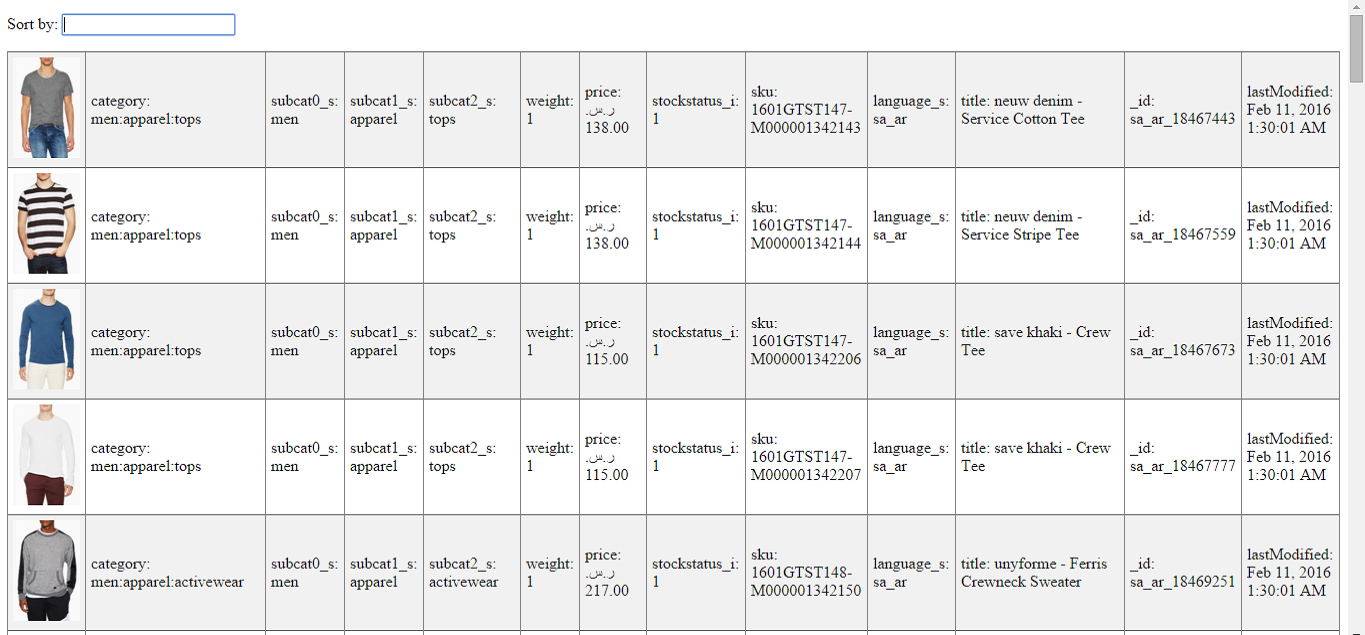 Sort by:
category:
men:apparel:tops
subcat0_s:
men
subcat1_s:
apparel
subcat2_s:
tops
weight:
1
price:
ر.س.
138.00
stockstatus_i:
1
sku:
1601GTST147-
M000001342143
language_s:
sa_ar
title: neuw denim -
Service Cotton Tee
_id:
sa_ar_18467443
lastModified:
Feb 11, 2016
1:30:01 AM
category:
men:apparel:tops
subcat0_s:
men
subcat1_s:
apparel
subcat2_s:
tops
weight:
1
price:
ر.س.
138.00
stockstatus_i:
1
sku:
1601GTST147-
M000001342144
language_s:
sa_ar
title: neuw denim -
Service Stripe Tee
_id:
sa_ar_18467559
lastModified:
Feb 11, 2016
1:30:01 AM
category:
men:apparel:tops
subcat0_s:
men
subcat1_s:
apparel
subcat2_s:
tops
weight:
1
price:
ر.س.
115.00
stockstatus_i:
1
sku:
1601GTST147-
M000001342206
language_s:
sa_ar
title: save khaki - Crew
Tee
_id:
sa_ar_18467673
lastModified:
Feb 11, 2016
1:30:01 AM
category:
men:apparel:tops
subcat0_s:
men
subcat1_s:
apparel
subcat2_s:
tops
weight:
1
price:
ر.س.
115.00
stockstatus_i:
1
sku:
1601GTST147-
M000001342207
language_s:
sa_ar
title: save khaki - Crew
Tee
_id:
sa_ar_18467777
lastModified:
Feb 11, 2016
1:30:01 AM
category:
men:apparel:activewear
subcat0_s:
men
subcat1_s:
apparel
subcat2_s:
activewear
weight:
1
price:
ر.س.
217.00
stockstatus_i:
1
sku:
1601GTST148-
M000001342150
language_s:
sa_ar
title: unyforme - Ferris
Crewneck Sweater
_id:
sa_ar_18469251
lastModified:
Feb 11, 2016
1:30:01 AM